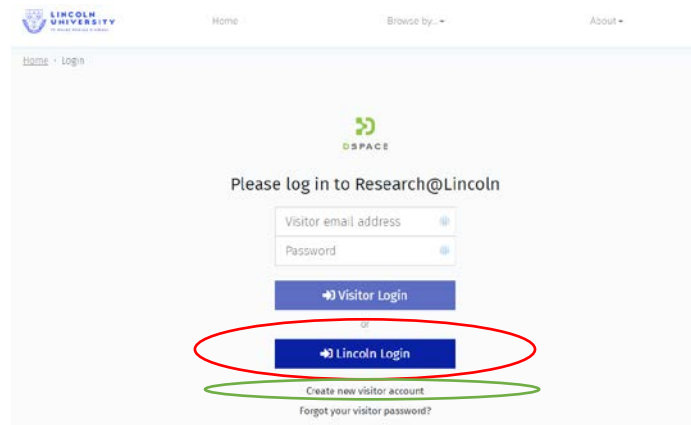 LINCOLN
UNIVERSITY
Home
Browse by...
About
Home • Login
DSPACE
Please log in to Research@Lincoln
Visitor email address
Password
Visitor Login
or
Lincoln Login
Create new visitor account
Forgot your visitor password?